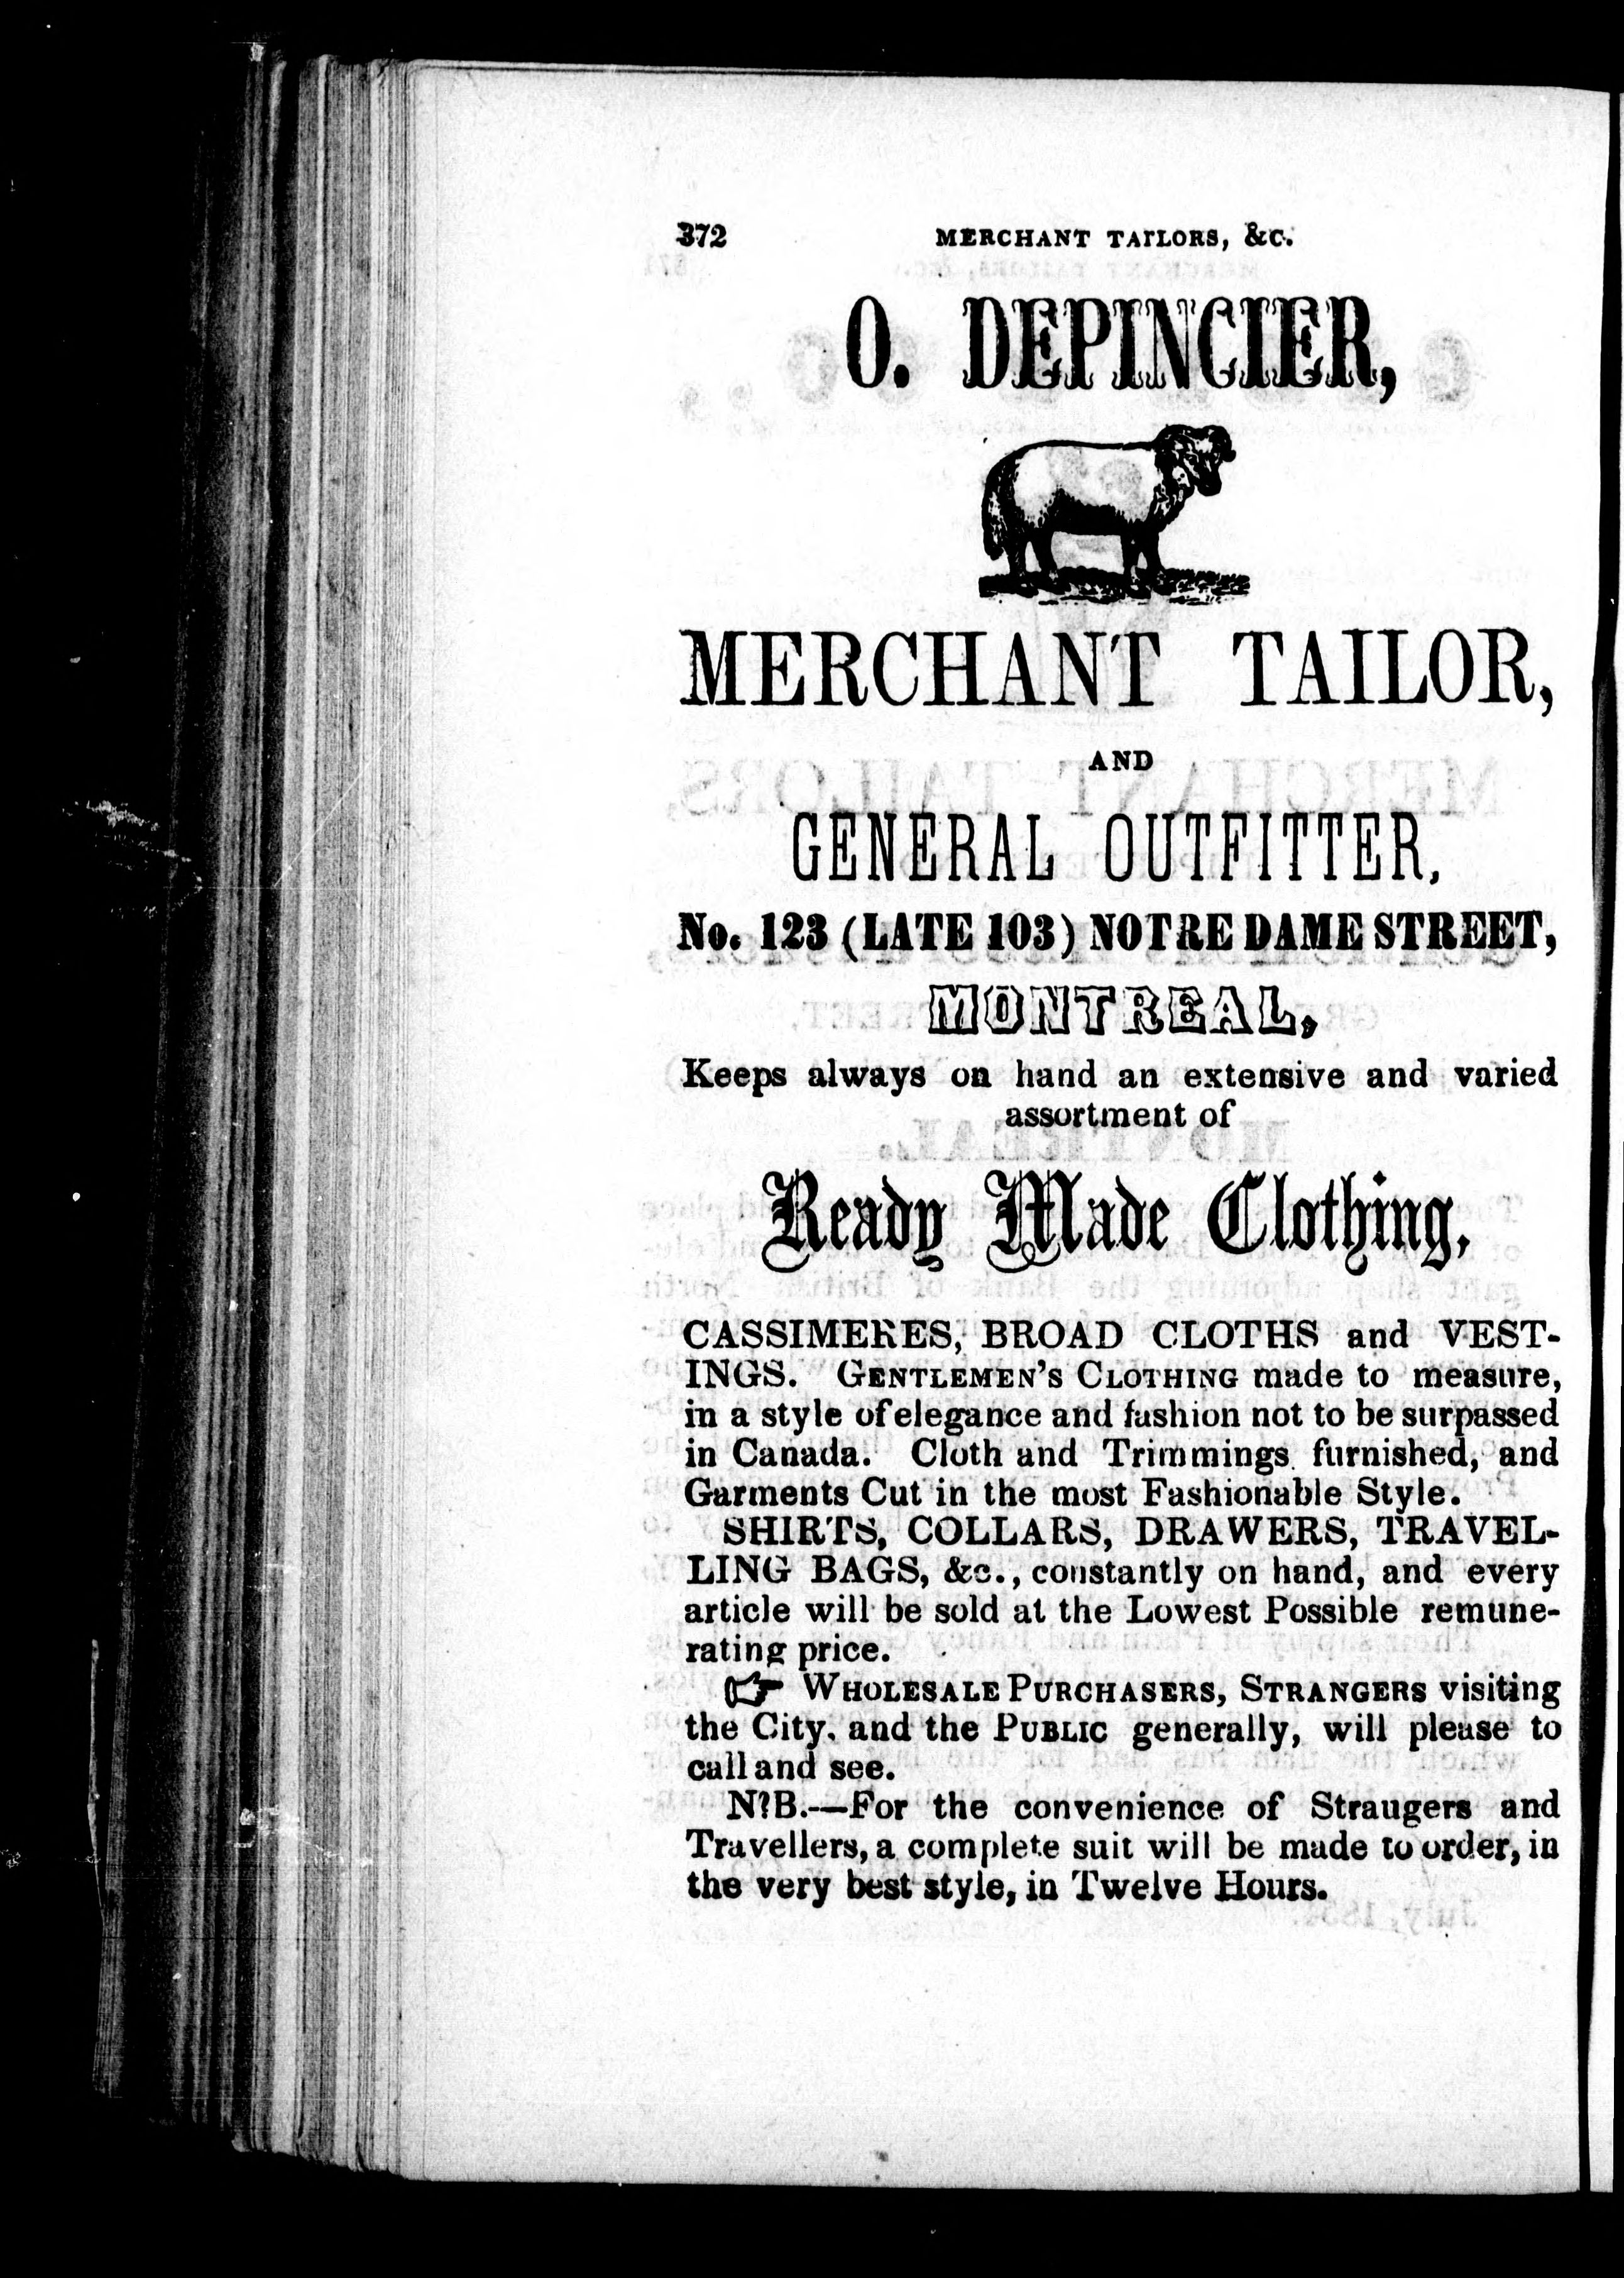 372 MERCHANT TAILORS, &C.
O. DEPINCIER,
MERCHANT TAILOR,
AND
GENERAL OUTFITTER,
No. 123 (LATE 103) NOTRE DAME STREET,
MONTREAL,
Keeps always on hand an extensive and varied
assortment of
Ready Made Clothing,
CASSIMERES, BROAD CLOTHS and VEST-
INGS. GENTLEMEN'S CLOTHING made to measure,
in a style of elegance and fashion not to be surpassed
in Canada. Cloth and Trimmings furnished, and
Garments Cut in the most Fashionable Style.
SHIRTS, COLLARS, DRAWERS, TRAVEL-
LING BAGS, &c., constantly on hand, and every
article will be sold at the Lowest Possible remune-
rating price.
☞ WHOLESALE PURCHASERS, STRANGERS visiting
the City, and the PUBLIC generally, will please to
call and see.
N?B.—For the convenience of Straugers and
Travellers, a complete suit will be made to order, in
the very best style, in Twelve Hours.